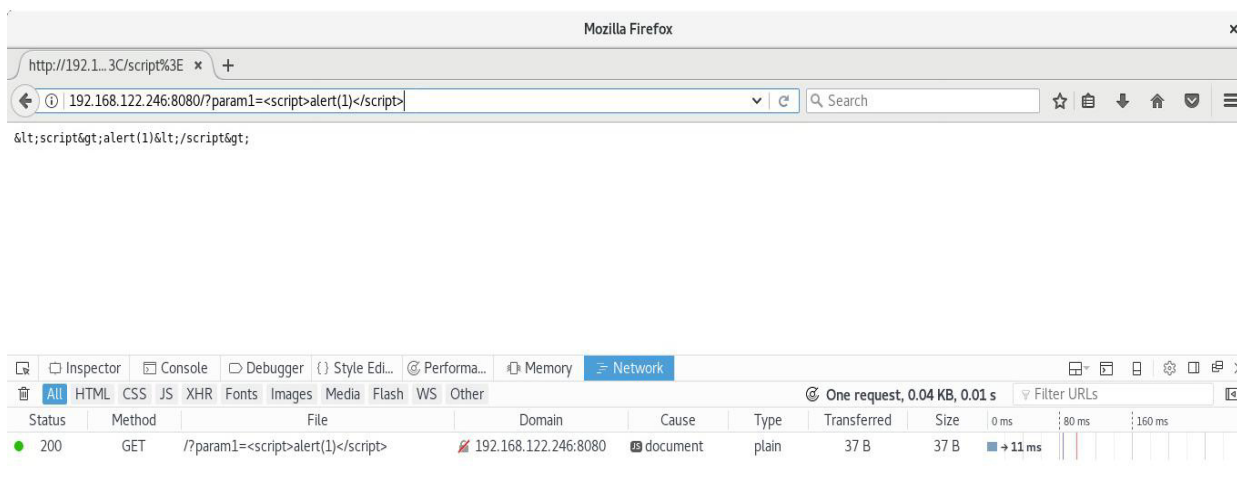 Mozilla Firefox ×
http://192.1... 3C/script%3E × +
192.168.122.246:8080/?param1=<script>alert(1)</script> Search
&lt;script&gt;alert(1)&lt;/script&gt;
Inspector Console Debugger {} Style Edi... Performa... Memory Network
All HTML CSS JS XHR Fonts Images Media Flash WS Other One request, 0.04 KB, 0.01 s Filter URLs
Status Method File Domain Cause Type Transferred Size 0 ms 80 ms 160 ms
200 GET /?param1=<script>alert(1)</script> 192.168.122.246:8080 JS document plain 37 B 37 B → 11 ms